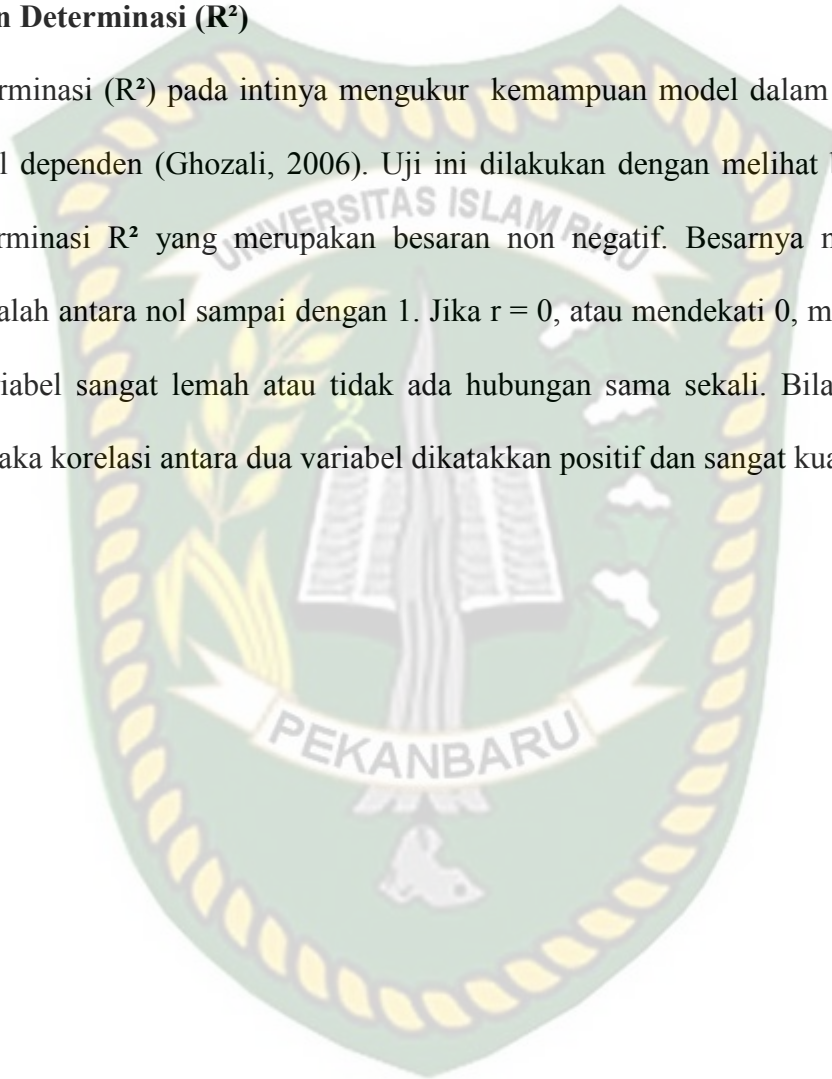 n Determinasi (R²)
rminasi (R²) pada intinya mengukur kemampuan model dalam
l dependen (Ghozali, 2006). Uji ini dilakukan dengan melihat
rminasi R² yang merupakan besaran non negatif. Besarnya
alah antara nol sampai dengan 1. Jika r = 0, atau mendekati 0, m
iabel sangat lemah atau tidak ada hubungan sama sekali. Bila
aka korelasi antara dua variabel dikatakkan positif dan sangat kua
UNIVERSITAS ISLAM RIAU
PEKANBARU